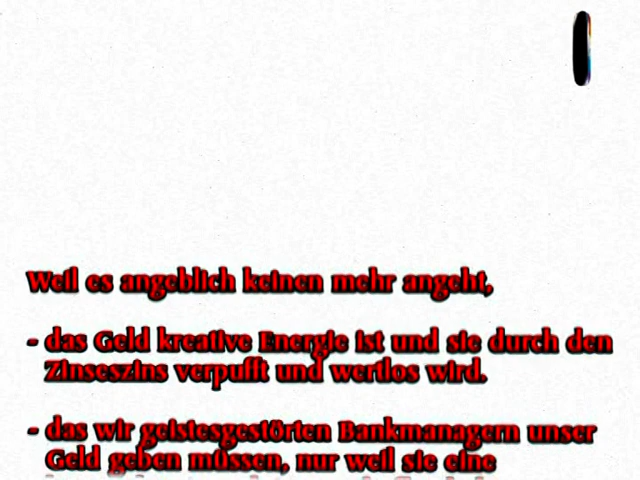 Weil es angeblich keinen mehr angeht,
- das Geld kreative Energie ist und sie durch den
Zinseszins verpufft und wertlos wird.
- das wir geistesgestörten Bankmanagern unser
Geld geben müssen, nur weil sie eine